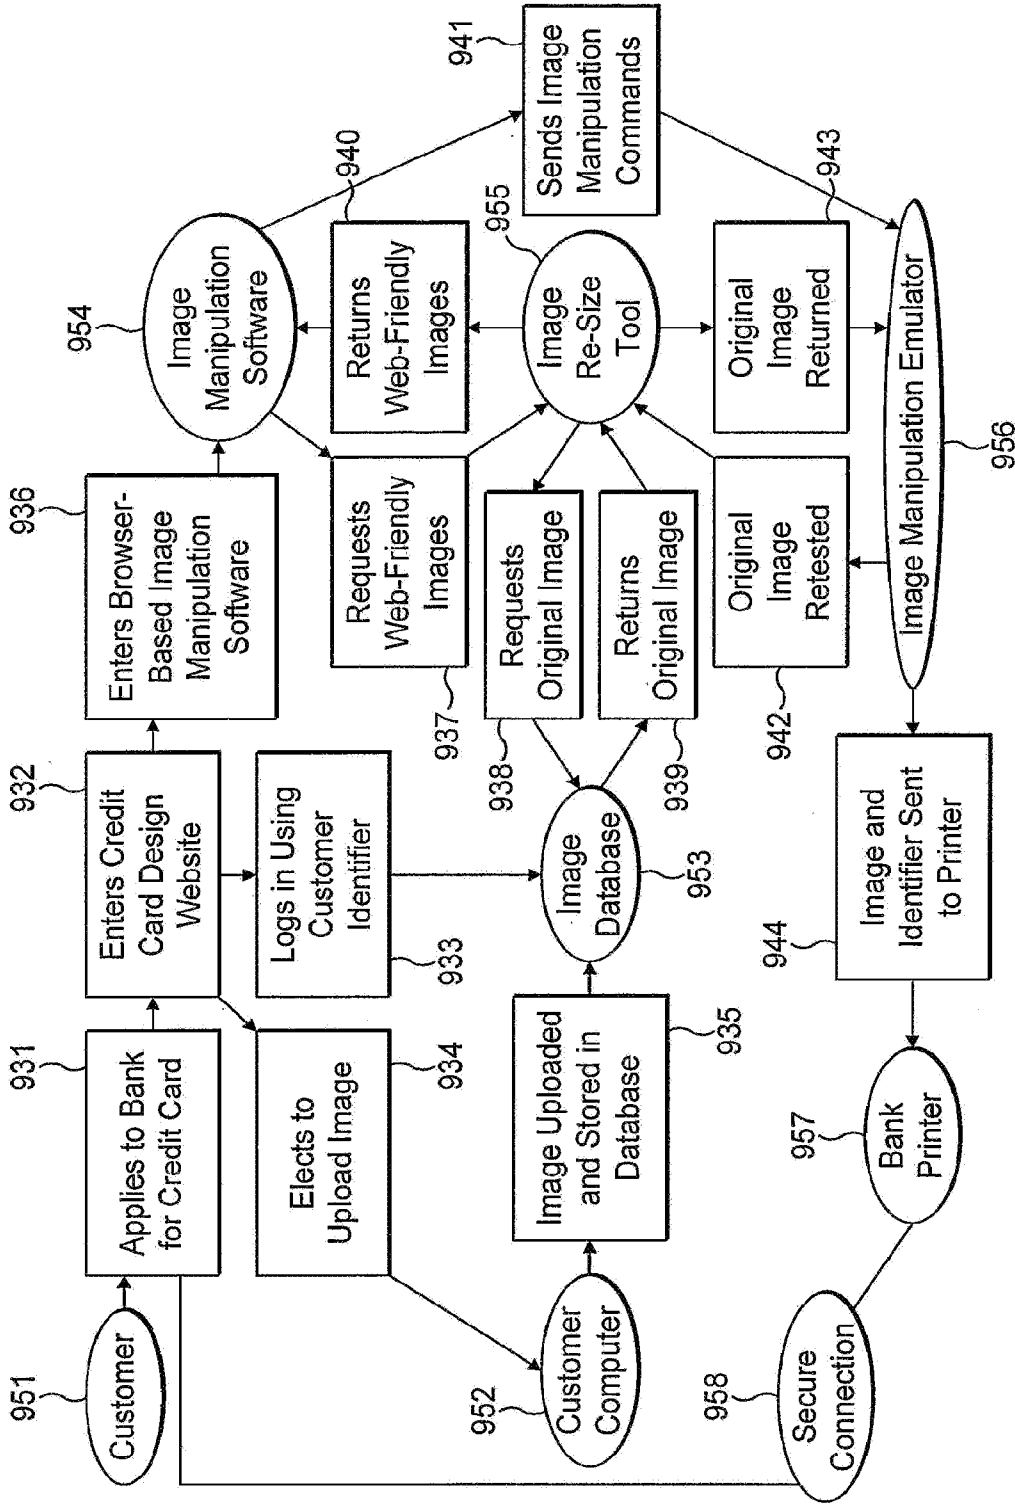 951
Customer
931
Applies to Bank
for Credit Card
932
Enters Credit
Card Design
Website
936
Enters Browser-
Based Image
Manipulation
Software
954
Image
Manipulation
Software
934
Elects to
Upload Image
933
Logs in Using
Customer
Identifier
937
Requests
Web-Friendly
Images
940
Returns
Web-Friendly
Images
941
Sends Image
Manipulation
Commands
952
Customer
Computer
935
Image Uploaded
and Stored in
Database
953
Image
Database
938
Requests
Original Image
939
Returns
Original Image
955
Image
Re-Size
Tool
942
Original
Image
Retested
943
Original
Image
Returned
958
Secure
Connection
957
Bank
Printer
944
Image and
Identifier Sent
to Printer
956
Image Manipulation Emulator